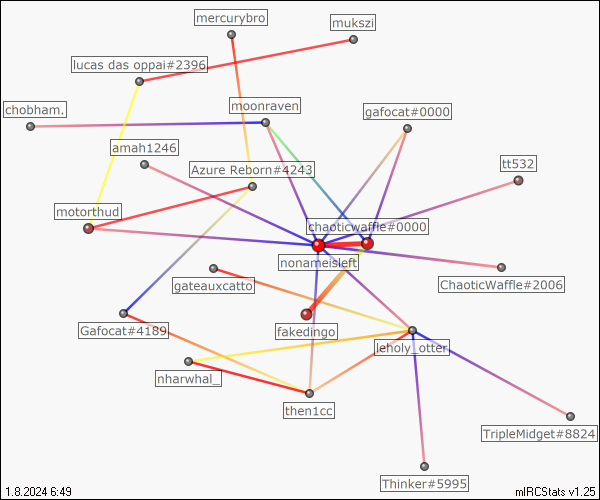 mercurybro
mukszi
lucas das oppai#2396
chobham.
moonraven
gafocat#0000
amah1246
Azure Reborn#4243
tt532
motorthud
chaoticwaffle#0000
nonameisleft
gateauxcatto
ChaoticWaffle#2006
Gafocat#4189
fakedingo
leholy_otter.
nharwhal_
then1cc
TripleMidget#8824
Thinker#5995
1.8.2024 6:49
mIRCStats v1.25